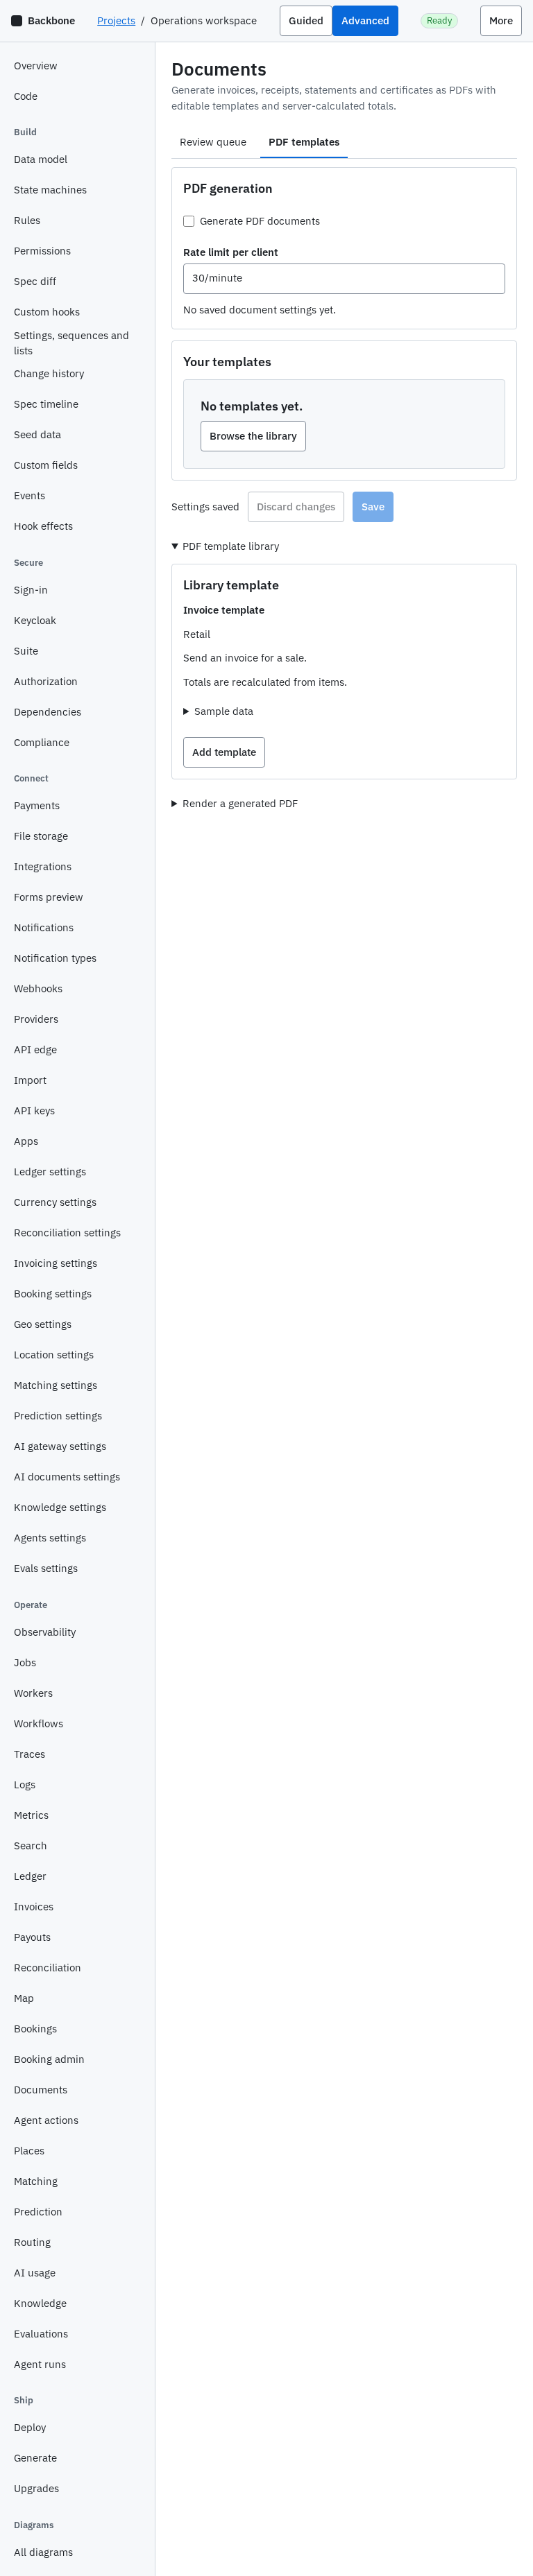 Backbone
Projects / Operations workspace
Guided
Advanced
Ready
More
Overview
Code
Build
Data model
State machines
Rules
Permissions
Spec diff
Custom hooks
Settings, sequences and
lists
Change history
Spec timeline
Seed data
Custom fields
Events
Hook effects
Secure
Sign-in
Keycloak
Suite
Authorization
Dependencies
Compliance
Connect
Payments
File storage
Integrations
Forms preview
Notifications
Notification types
Webhooks
Providers
API edge
Import
API keys
Apps
Ledger settings
Currency settings
Reconciliation settings
Invoicing settings
Booking settings
Geo settings
Location settings
Matching settings
Prediction settings
AI gateway settings
AI documents settings
Knowledge settings
Agents settings
Evals settings
Operate
Observability
Jobs
Workers
Workflows
Traces
Logs
Metrics
Search
Ledger
Invoices
Payouts
Reconciliation
Map
Bookings
Booking admin
Documents
Agent actions
Places
Matching
Prediction
Routing
AI usage
Knowledge
Evaluations
Agent runs
Ship
Deploy
Generate
Upgrades
Diagrams
All diagrams
Documents
Generate invoices, receipts, statements and certificates as PDFs with
editable templates and server-calculated totals.
Review queue
PDF templates
PDF generation
Generate PDF documents
Rate limit per client
30/minute
No saved document settings yet.
Your templates
No templates yet.
Browse the library
Settings saved
Discard changes
Save
PDF template library
Library template
Invoice template
Retail
Send an invoice for a sale.
Totals are recalculated from items.
Sample data
Add template
Render a generated PDF